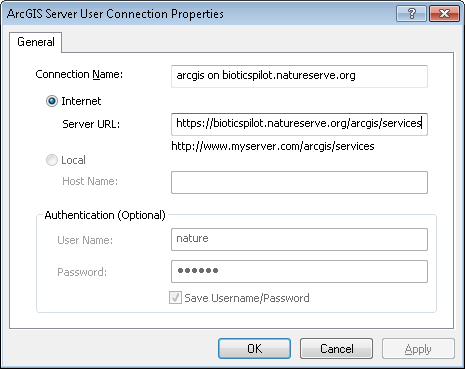 ArcGIS Server User Connection Properties
General
Connection Name: arcgis on bioticspilot.natureserve.org
Internet
Server URL: https://bioticspilot.natureserve.org/arcgis/services
http://www.myserver.com/arcgis/services
Local
Host Name:
Authentication (Optional)
User Name: nature
Password: ●●●●●●
Save Username/Password
OK Cancel Apply